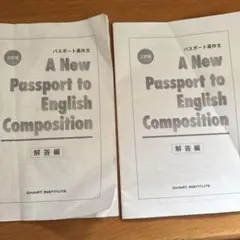 パスポート英作文
A New
Passport to
English
Composition
解答編
CHART INSTITUTE
パスポート英作文
A New
Passport to
English
Composition
解答編
CHART INSTITUTE